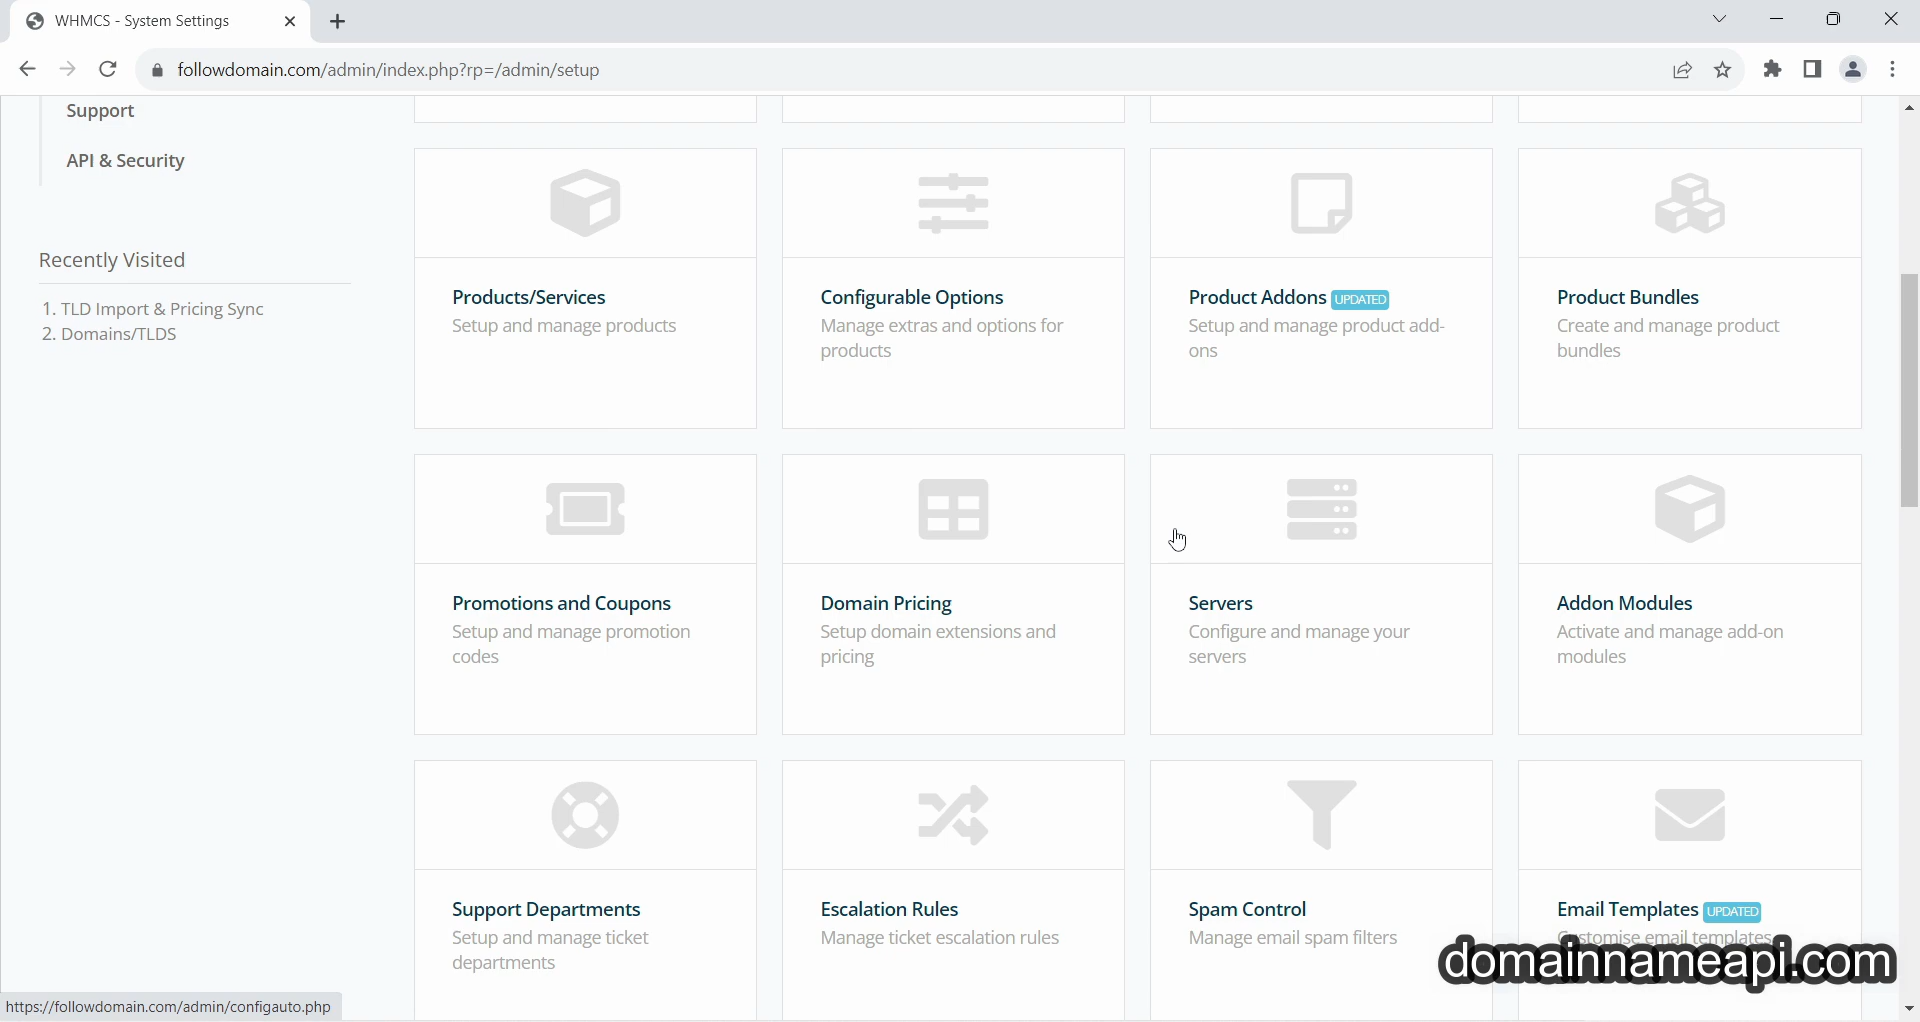 WHMCS - System Settings
followdomain.com/admin/index.php?rp=/admin/setup
Support
API & Security
Recently Visited
1. TLD Import & Pricing Sync
2. Domains/TLDS
Products/Services
Setup and manage products
Configurable Options
Manage extras and options for
products
Product Addons UPDATED
Setup and manage product add-
ons
Product Bundles
Create and manage product
bundles
Promotions and Coupons
Setup and manage promotion
codes
Domain Pricing
Setup domain extensions and
pricing
Servers
Configure and manage your
servers
Addon Modules
Activate and manage add-on
modules
Support Departments
Setup and manage ticket
departments
Escalation Rules
Manage ticket escalation rules
Spam Control
Manage email spam filters
Email Templates UPDATED
Customise email templates
domainnameapi.com
https://followdomain.com/admin/configauto.php